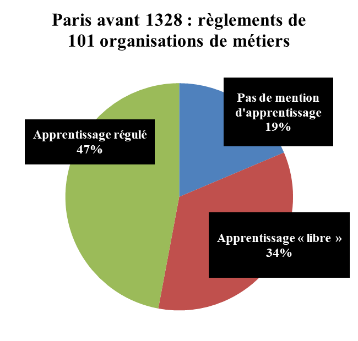 Paris avant 1328 : règlements de
101 organisations de métiers
Pas de mention
d'apprentissage
19%
Apprentissage régulé
47%
Apprentissage « libre »
34%